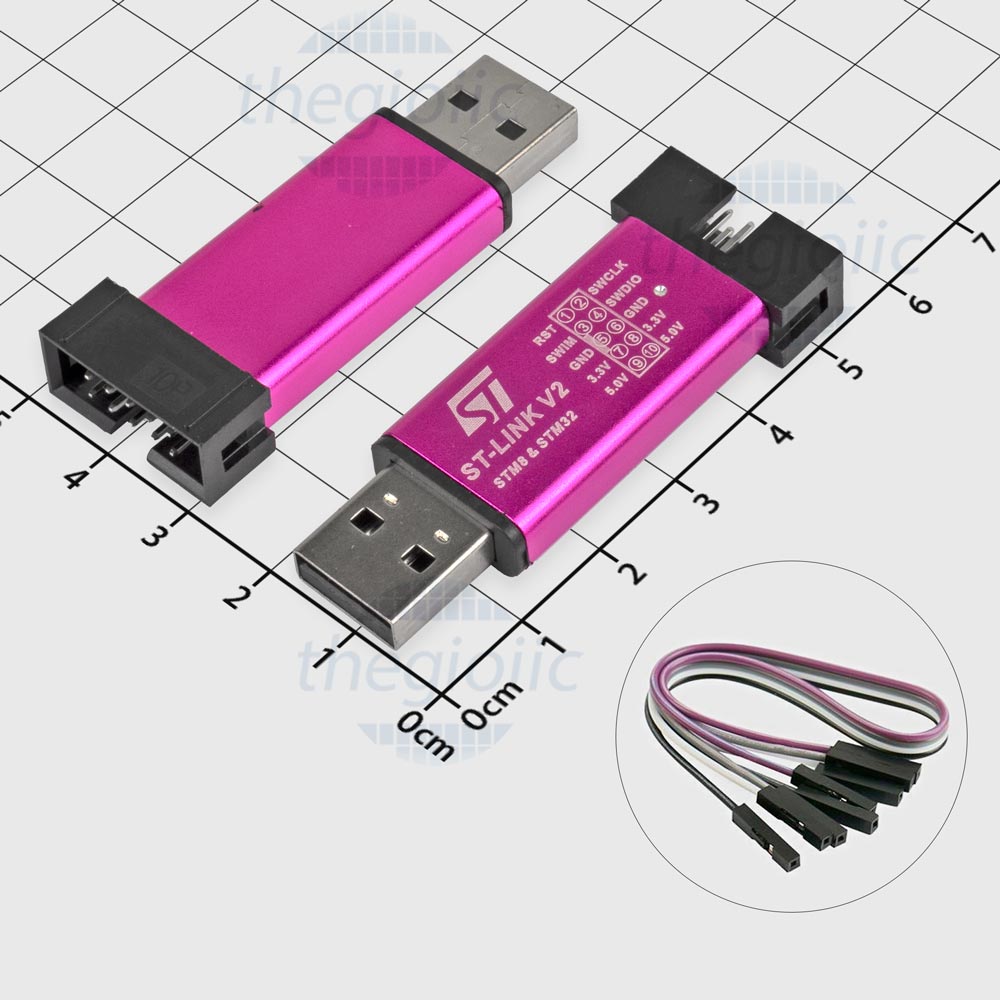 thegioiic
thegioiic
SWCLK
SWDIO
GND
3.3V
5.0V
1 2
3 4
5 6
7 8
9 10
RST
SWIM
GND
3.3V
5.0V
ST
ST-LINK V2
STM8 & STM32
7
6
5
4
3
2
1
0cm
5
4
3
2
1
0cm
thegioiic